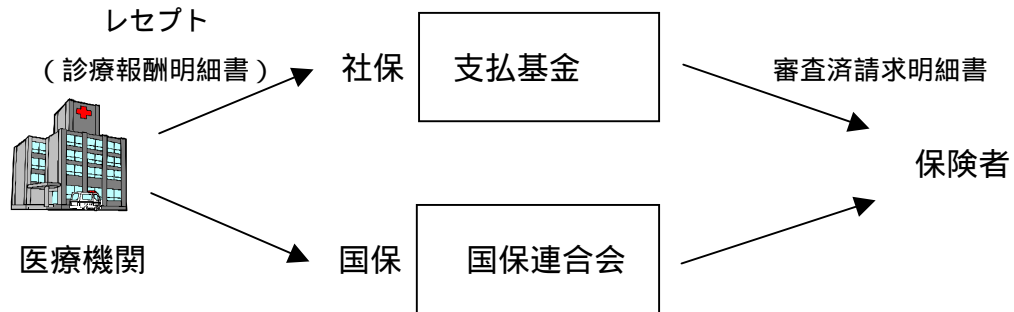 レセプト
（診療報酬明細書）
社保
支払基金
審査済請求明細書
保険者
医療機関
国保
国保連合会